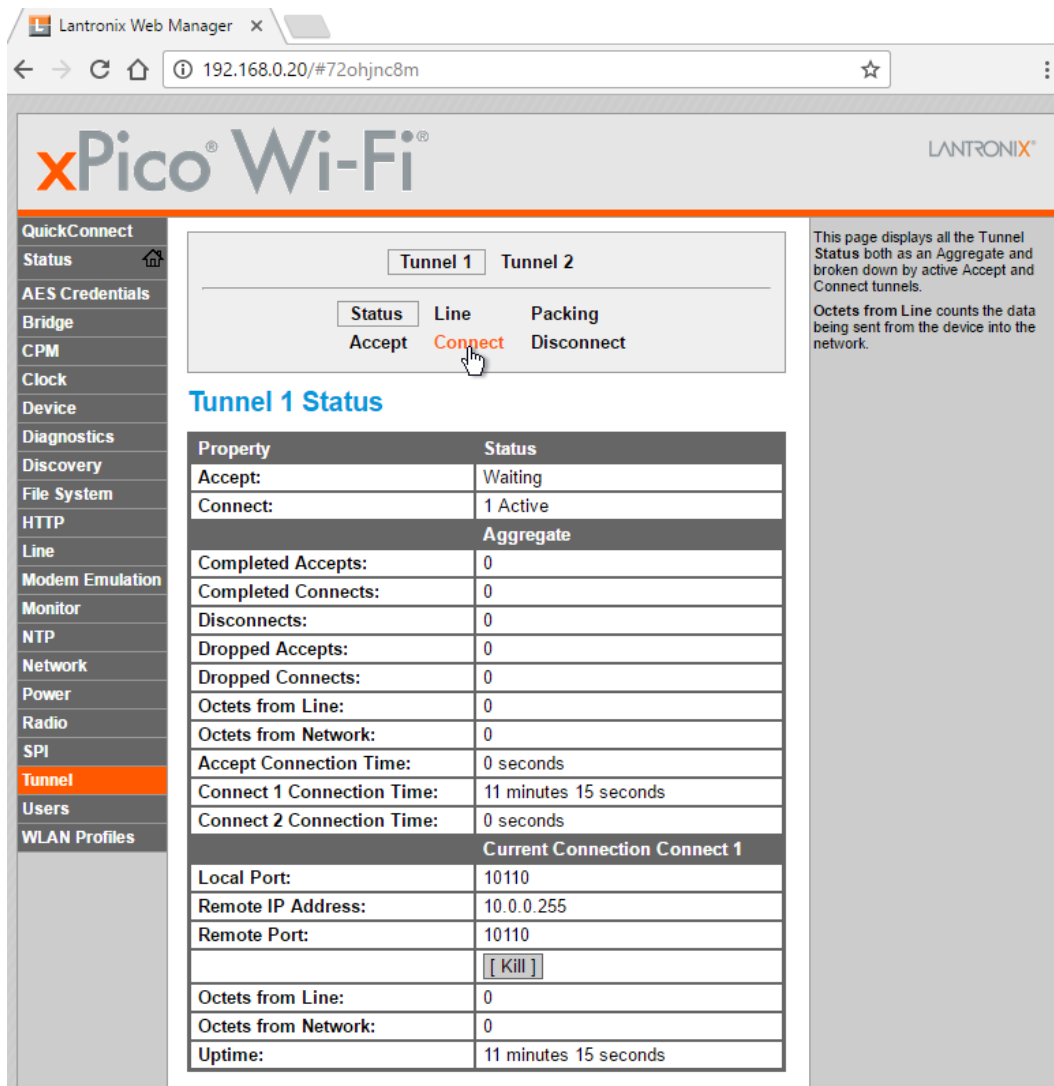 Lantronix Web Manager
192.168.0.20/#72ohjnc8m
xPico® Wi-Fi®
LANTRONIX®
QuickConnect
Status
AES Credentials
Bridge
CPM
Clock
Device
Diagnostics
Discovery
File System
HTTP
Line
Modem Emulation
Monitor
NTP
Network
Power
Radio
SPI
Tunnel
Users
WLAN Profiles
Tunnel 1 Tunnel 2
Status Line Packing
Accept Connect Disconnect
Tunnel 1 Status
Property Status
Accept: Waiting
Connect: 1 Active
Aggregate
Completed Accepts: 0
Completed Connects: 0
Disconnects: 0
Dropped Accepts: 0
Dropped Connects: 0
Octets from Line: 0
Octets from Network: 0
Accept Connection Time: 0 seconds
Connect 1 Connection Time: 11 minutes 15 seconds
Connect 2 Connection Time: 0 seconds
Current Connection Connect 1
Local Port: 10110
Remote IP Address: 10.0.0.255
Remote Port: 10110
[ Kill ]
Octets from Line: 0
Octets from Network: 0
Uptime: 11 minutes 15 seconds
This page displays all the Tunnel
Status both as an Aggregate and
broken down by active Accept and
Connect tunnels.
Octets from Line counts the data
being sent from the device into the
network.